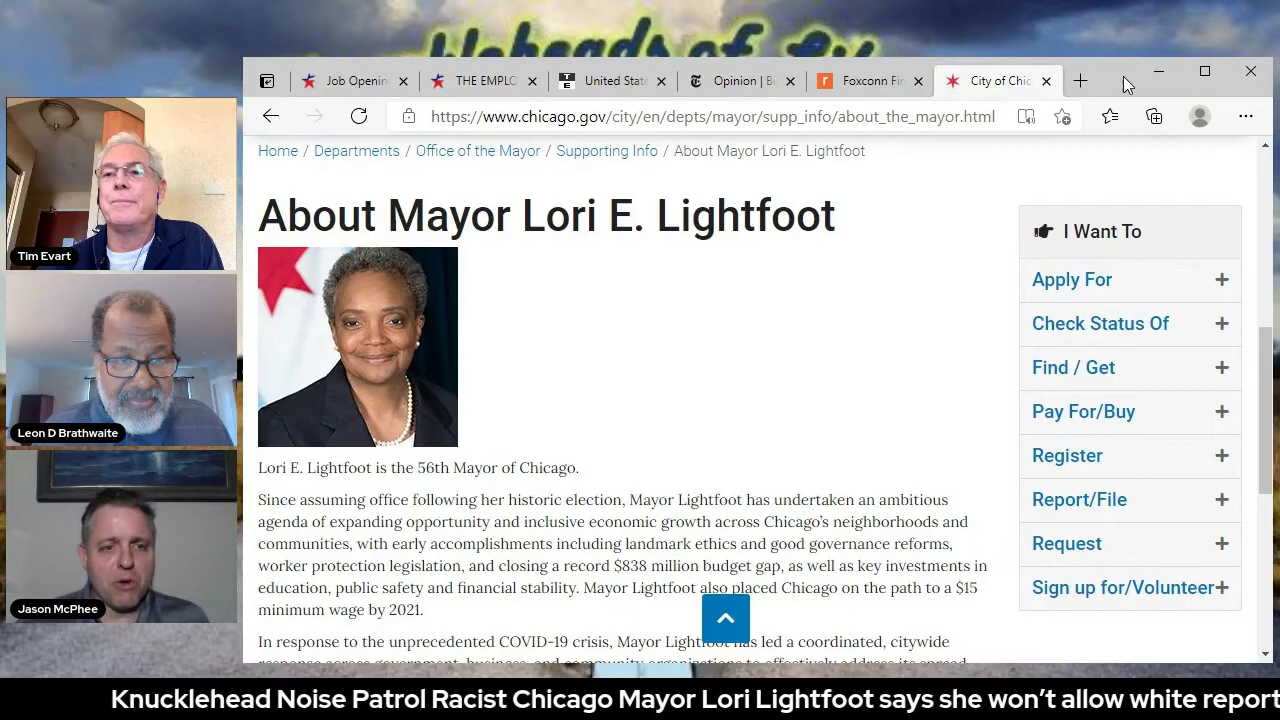 Job Openin
THE EMPLO
United State
Opinion | Bi
Foxconn Fin
City of Chic
https://www.chicago.gov/city/en/depts/mayor/supp_info/about_the_mayor.html
Home / Departments / Office of the Mayor / Supporting Info / About Mayor Lori E. Lightfoot
About Mayor Lori E. Lightfoot
Lori E. Lightfoot is the 56th Mayor of Chicago.
Since assuming office following her historic election, Mayor Lightfoot has undertaken an ambitious
agenda of expanding opportunity and inclusive economic growth across Chicago's neighborhoods and
communities, with early accomplishments including landmark ethics and good governance reforms,
worker protection legislation, and closing a record $838 million budget gap, as well as key investments in
education, public safety and financial stability. Mayor Lightfoot also placed Chicago on the path to a $15
minimum wage by 2021.
In response to the unprecedented COVID-19 crisis, Mayor Lightfoot has led a coordinated, citywide
I Want To
Apply For
Check Status Of
Find / Get
Pay For/Buy
Register
Report/File
Request
Sign up for/Volunteer
Tim Evart
Leon D Brathwaite
Jason McPhee
Knucklehead Noise Patrol Racist Chicago Mayor Lori Lightfoot says she won't allow white report